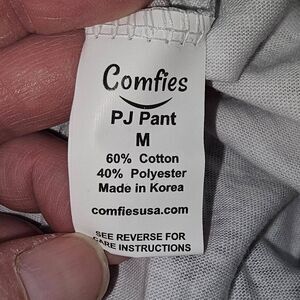 Comfies
PJ Pant
M
60% Cotton
40% Polyester
Made in Korea
comfiesusa.com
SEE REVERSE FOR
CARE INSTRUCTIONS